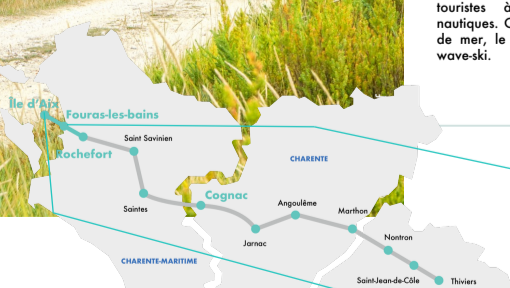 touristes à
nautiques. C
de mer, le
wave-ski.
Île d'Aix
Fouras-les-bains
Rochefort
Saint Savinien
CHARENTE
Cognac
Saintes
Angoulême
Marthon
Jarnac
Nontron
CHARENTE-MARITIME
Saint-Jean-de-Côle
Thiviers